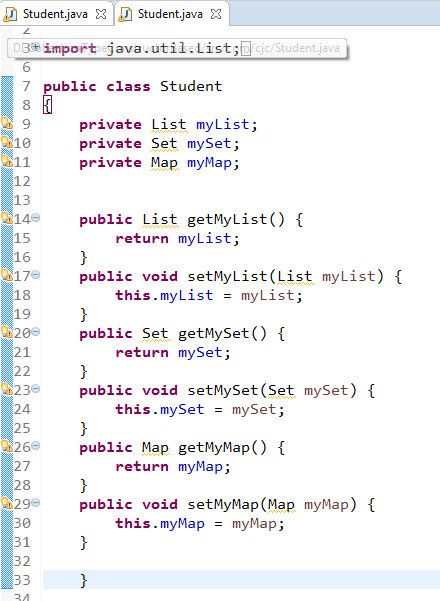 Student.java Student.java
2
3 import java.util.List; com/cjc/Student.java
6
7 public class Student
8 {
9 private List myList;
10 private Set mySet;
11 private Map myMap;
12
13
14 public List getMyList() {
15 return myList;
16 }
17 public void setMyList(List myList) {
18 this.myList = myList;
19 }
20 public Set getMySet() {
21 return mySet;
22 }
23 public void setMySet(Set mySet) {
24 this.mySet = mySet;
25 }
26 public Map getMyMap() {
27 return myMap;
28 }
29 public void setMyMap(Map myMap) {
30 this.myMap = myMap;
31 }
32
33 }
34